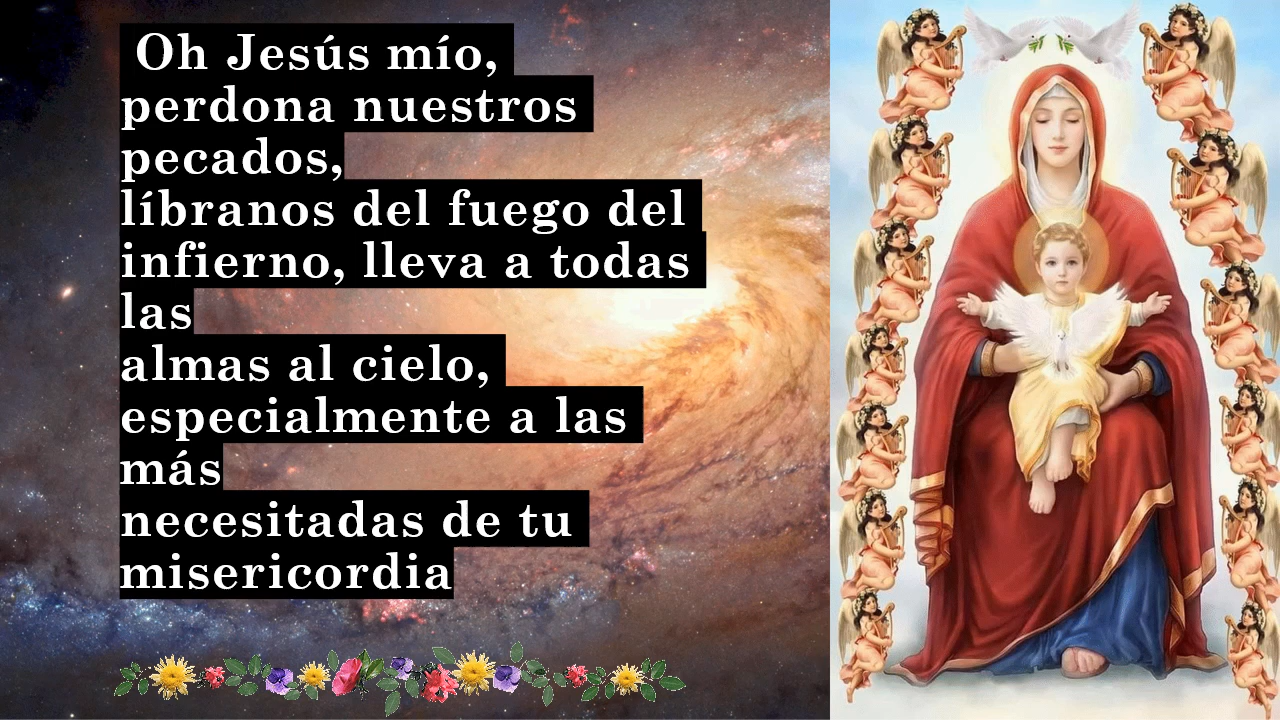 Oh Jesús mío,
perdona nuestros
pecados,
líbranos del fuego del
infierno, lleva a todas
las
almas al cielo,
especialmente a las
más
necesitadas de tu
misericordia